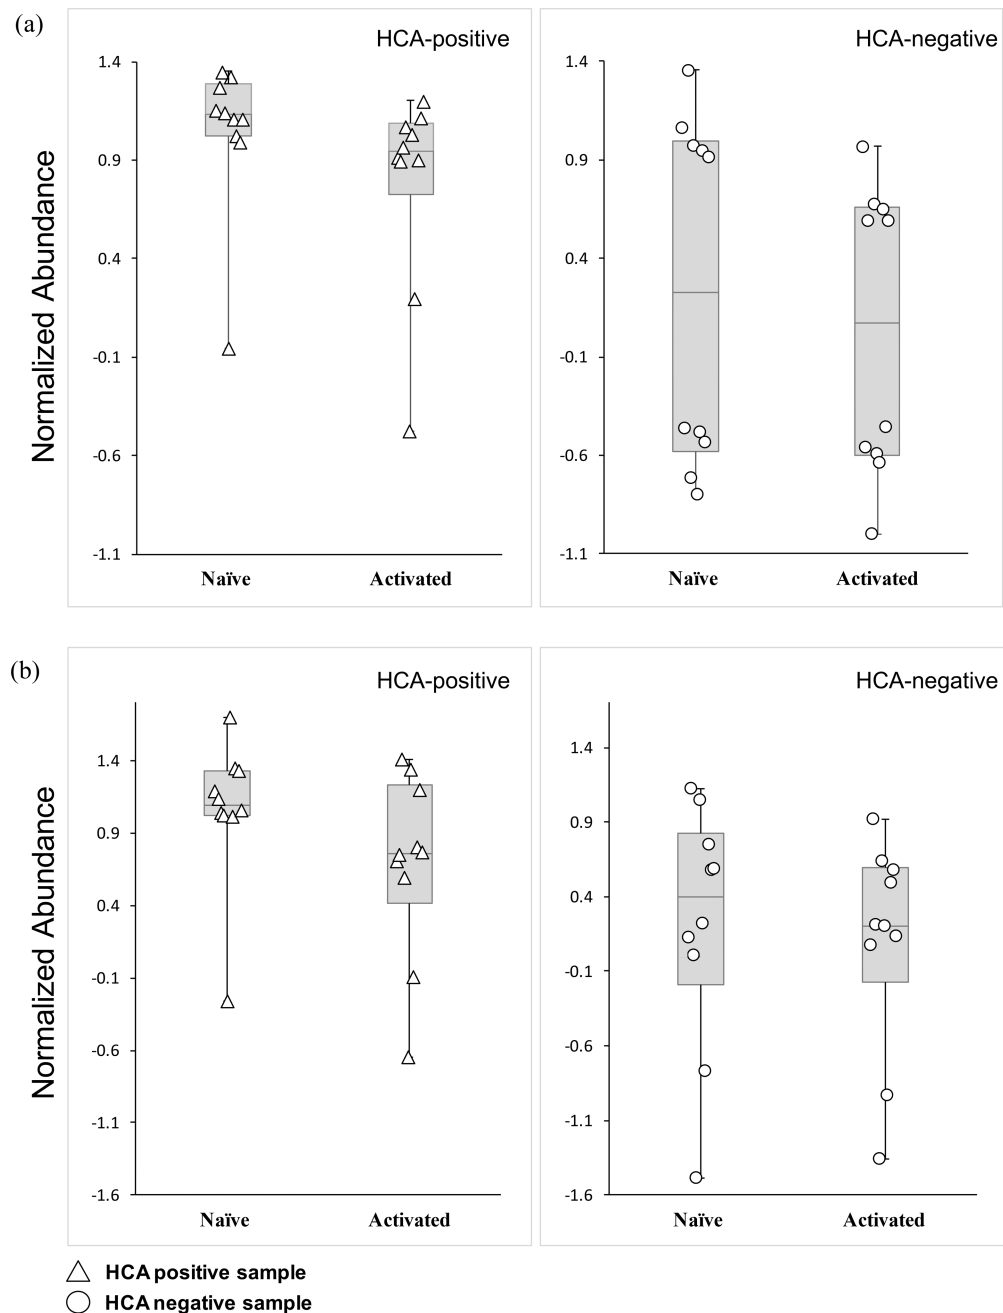 (a)
HCA-positive
HCA-negative
Normalized Abundance
1.4
0.9
0.4
-0.1
-0.6
-1.1
Naïve
Activated
1.4
0.9
0.4
-0.1
-0.6
-1.1
Naïve
Activated
(b)
HCA-positive
HCA-negative
Normalized Abundance
1.4
0.9
0.4
-0.1
-0.6
-1.1
-1.6
Naïve
Activated
1.4
0.9
0.4
-0.1
-0.6
-1.1
-1.6
Naïve
Activated
HCA positive sample
HCA negative sample